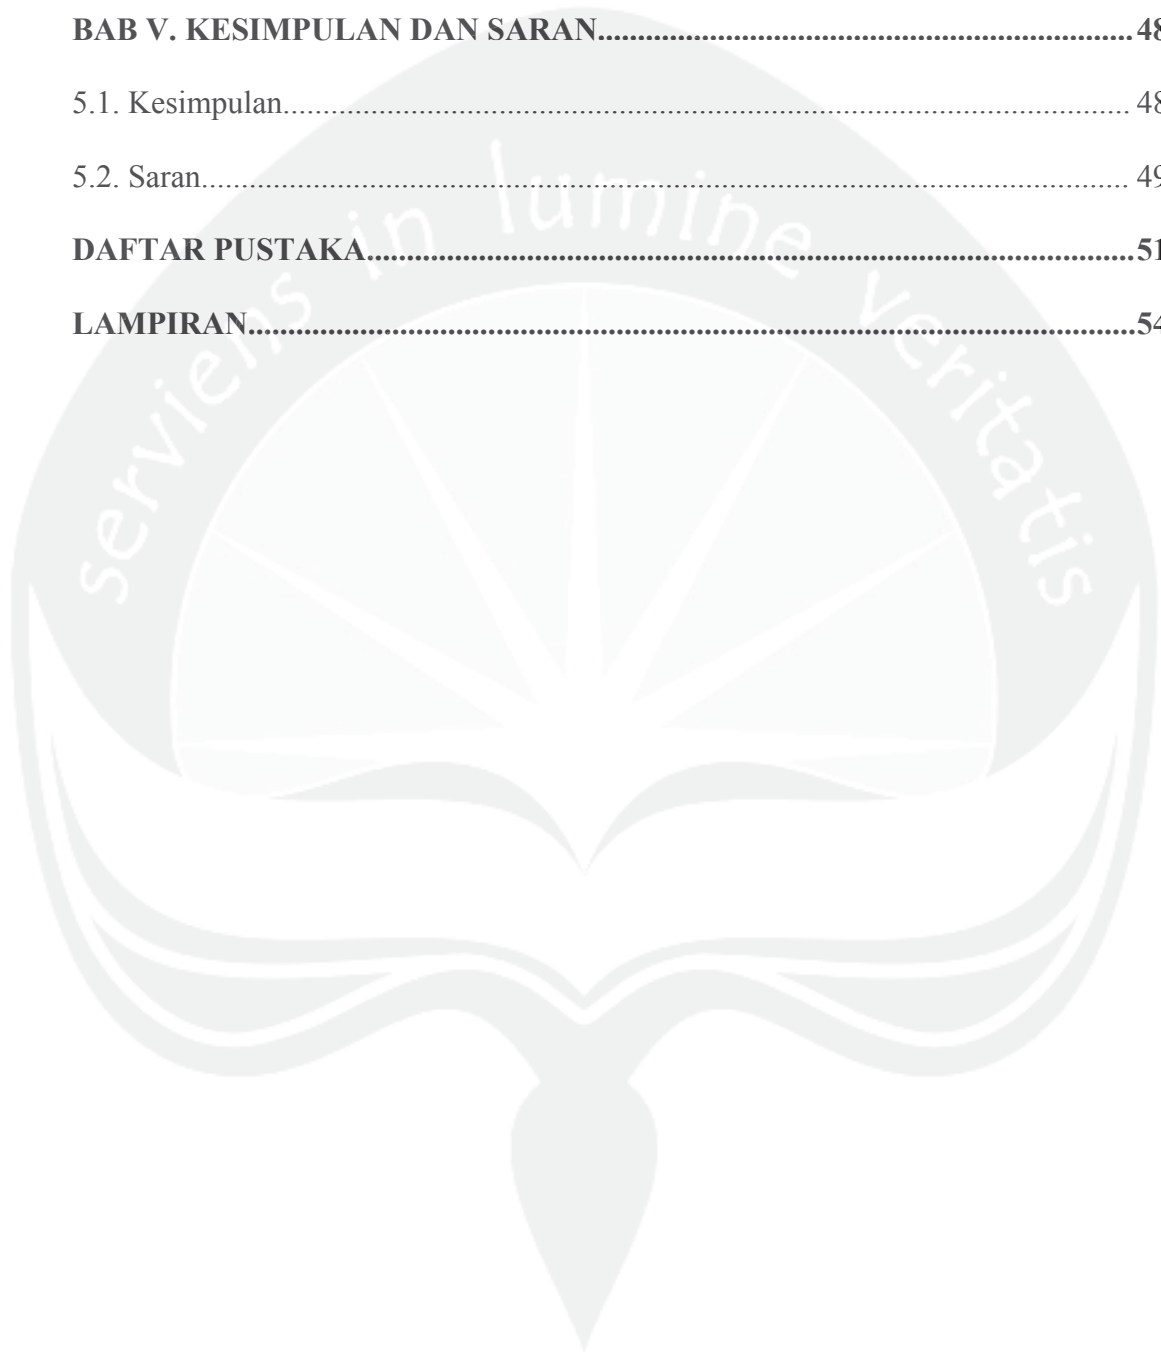 BAB V. KESIMPULAN DAN SARAN.......................................................................48
5.1. Kesimpulan.......................................................................................................... 48
5.2. Saran.................................................................................................................... 49
DAFTAR PUSTAKA.....................................................................................................51
LAMPIRAN....................................................................................................................54
serviens in lumine veritatis